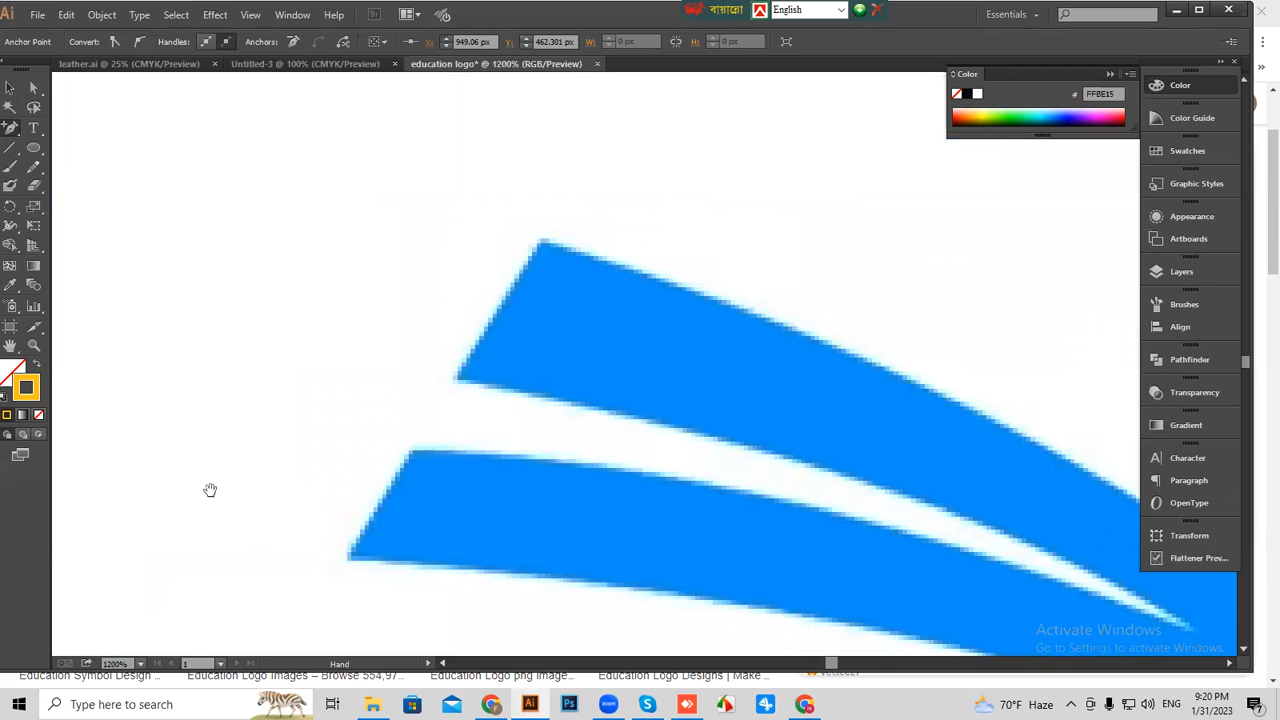 Ai File Edit Object Type Select Effect View Window Help Br বায়ান্নো English Essentials
Anchor Point Convert: Handles: Anchors: X: 949.06 px Y: 462.301 px W: 0 px H: 0 px
leather.ai @ 25% (CMYK/Preview) × Untitled-3 @ 100% (CMYK/Preview) × education logo* @ 1200% (RGB/Preview) ×
Color
# FFBE15
T
Color
Color Guide
Swatches
Graphic Styles
Appearance
Artboards
Layers
Brushes
Align
Pathfinder
Transparency
Gradient
A Character
Paragraph
O OpenType
Transform
Flattener Prev...
Activate Windows
Go to Settings to activate Windows.
1200% 1 Hand
Education Symbol Design ... Education Logo Images – Browse 554,97... Education Logo png image... Education Logo Designs | Make ...
Type here to search Ai Ps zoom 70°F Haze ENG 9:20 PM
1/31/2023